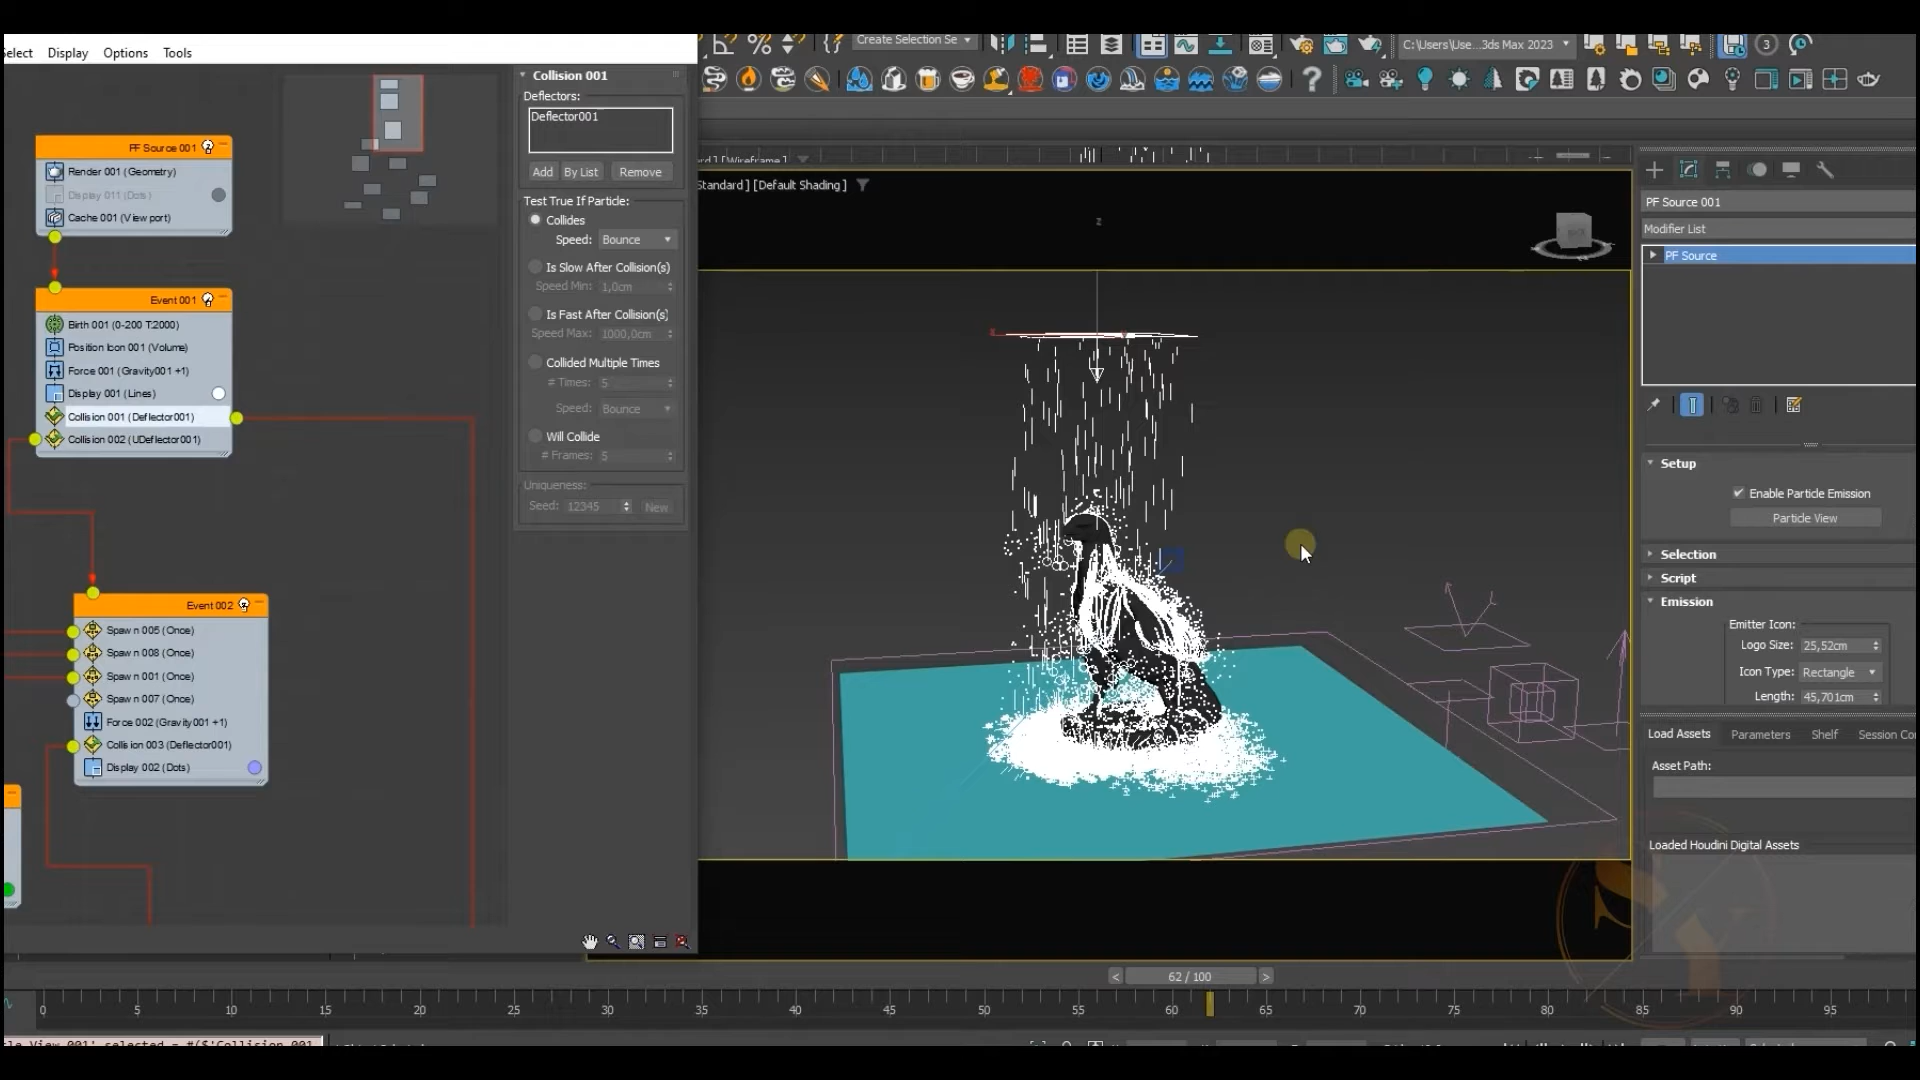 Select Display Options Tools
Create Selection Se
C:\Users\Use...3ds Max 2023
3
PF Source 001
Render 001 (Geometry)
Display 011 (Dots)
Cache 001 (View port)
Event 001
Birth 001 (0-200 T:2000)
Position Icon 001 (Volume)
Force 001 (Gravity001 +1)
Display 001 (Lines)
Collision 001 (Deflector001)
Collision 002 (UDeflector001)
Event 002
Spawn 005 (Once)
Spawn 008 (Once)
Spawn 001 (Once)
Spawn 007 (Once)
Force 002 (Gravity001 +1)
Collision 003 (Deflector001)
Display 002 (Dots)
Collision 001
Deflectors:
Deflector001
Add By List Remove
Test True If Particle:
Collides
Speed: Bounce
Is Slow After Collision(s)
Speed Min: 1,0cm
Is Fast After Collision(s)
Speed Max: 1000,0cm
Collided Multiple Times
# Times: 5
Speed: Bounce
Will Collide
# Frames: 5
Uniqueness:
Seed: 12345 New
Standard ] [Default Shading ]
z
PF Source 001
Modifier List
PF Source
Setup
Enable Particle Emission
Particle View
Selection
Script
Emission
Emitter Icon:
Logo Size: 25,52cm
Icon Type: Rectangle
Length: 45,701cm
Load Assets Parameters Shelf Session Co
Asset Path:
Loaded Houdini Digital Assets
< 62 / 100 >
0 5 10 15 20 25 30 35 40 45 50 55 60 65 70 75 80 85 90 95